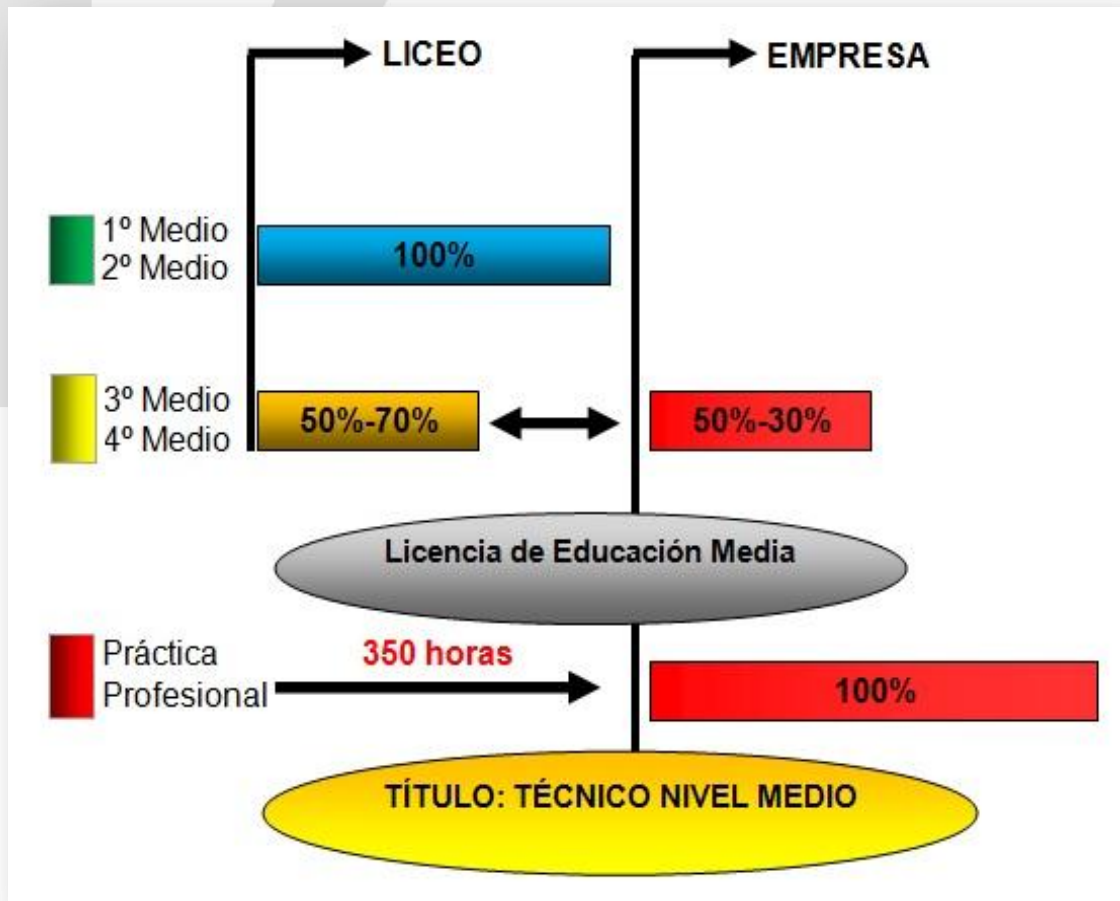 LICEO
EMPRESA
1º Medio
2º Medio
100%
3º Medio
4º Medio
50%-70%
50%-30%
Licencia de Educación Media
Práctica
Profesional
350 horas
100%
TÍTULO: TÉCNICO NIVEL MEDIO